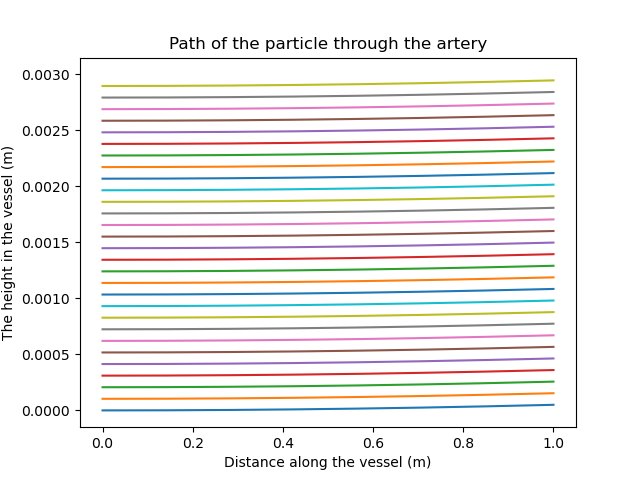 Path of the particle through the artery
The height in the vessel (m)
0.0030
0.0025
0.0020
0.0015
0.0010
0.0005
0.0000
0.0 0.2 0.4 0.6 0.8 1.0
Distance along the vessel (m)